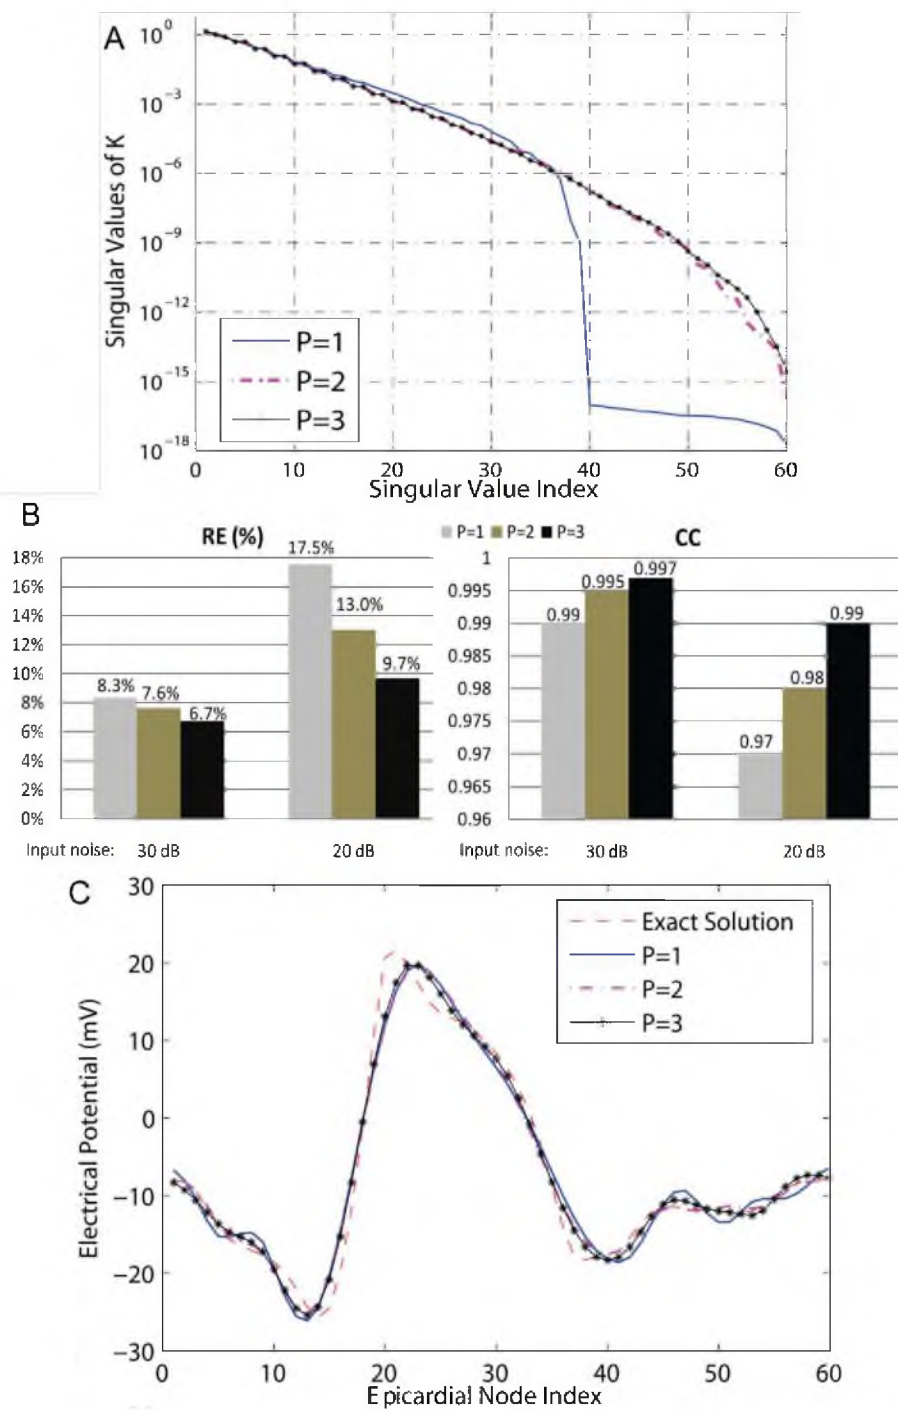 A
Singular Values of K
10^0
10^-3
10^-6
10^-9
10^-12
10^-15
10^-18
P=1
P=2
P=3
0 10 20 30 40 50 60
Singular Value Index
B
RE (%)
18%
16%
14%
12%
10%
8%
6%
4%
2%
0%
8.3%
7.6%
6.7%
17.5%
13.0%
9.7%
Input noise: 30 dB 20 dB
P=1 P=2 P=3
CC
1
0.995
0.99
0.985
0.98
0.975
0.97
0.965
0.96
0.99
0.995
0.997
0.97
0.98
0.99
Input noise: 30 dB 20 dB
C
Electrical Potential (mV)
30
20
10
0
−10
−20
−30
Exact Solution
P=1
P=2
P=3
0 10 20 30 40 50 60
Epicardial Node Index